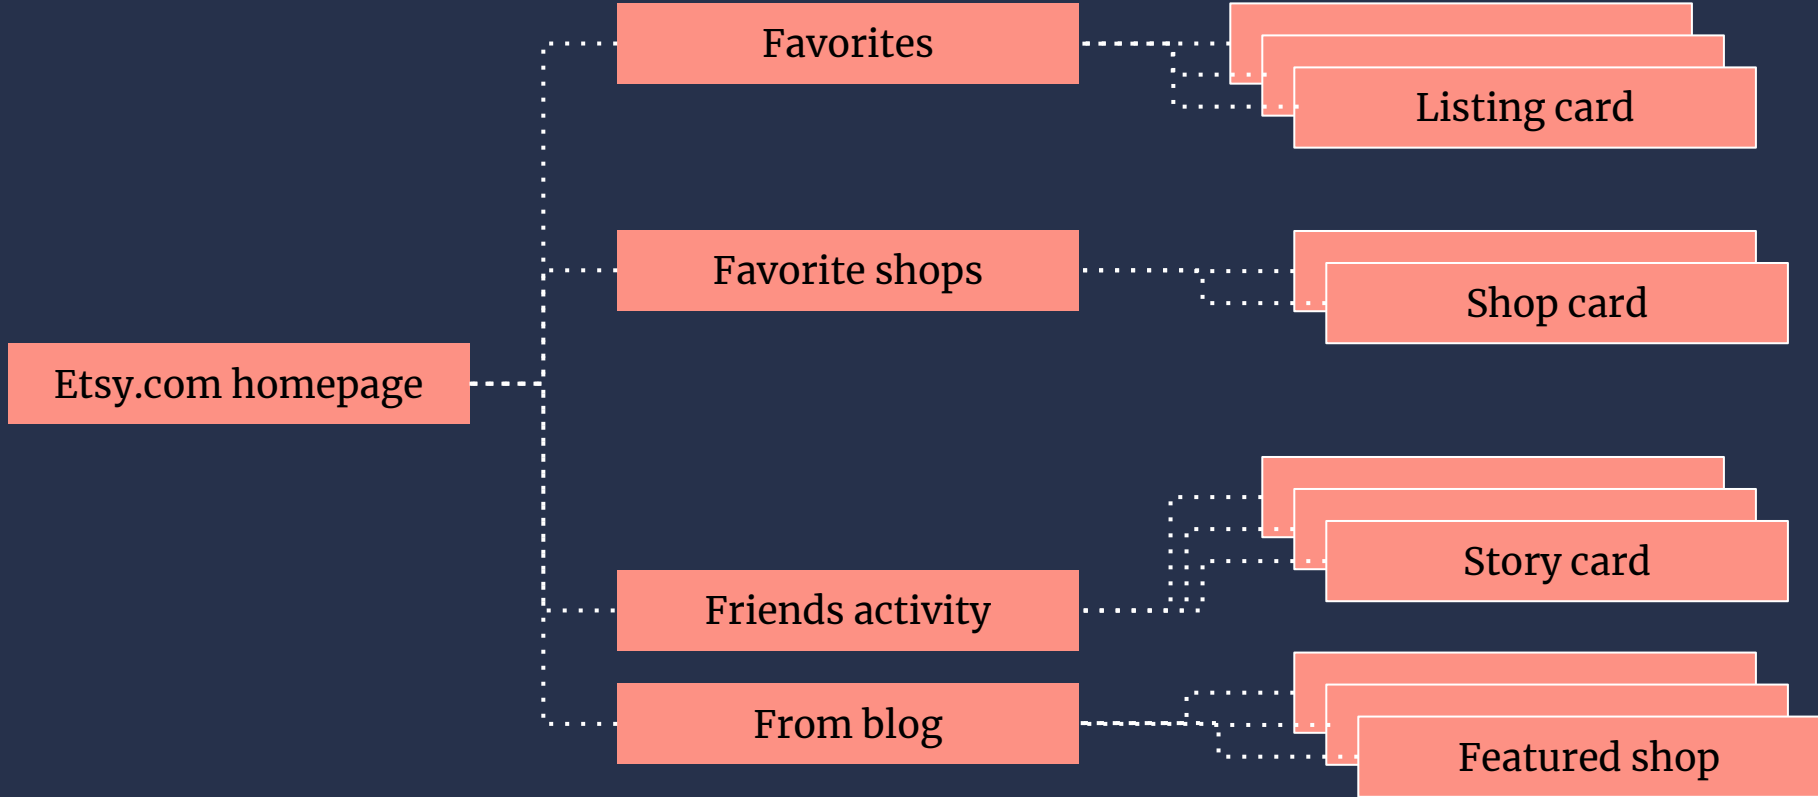 Favorites
Listing card
Favorite shops
Shop card
Etsy.com homepage
Story card
Friends activity
From blog
Featured shop